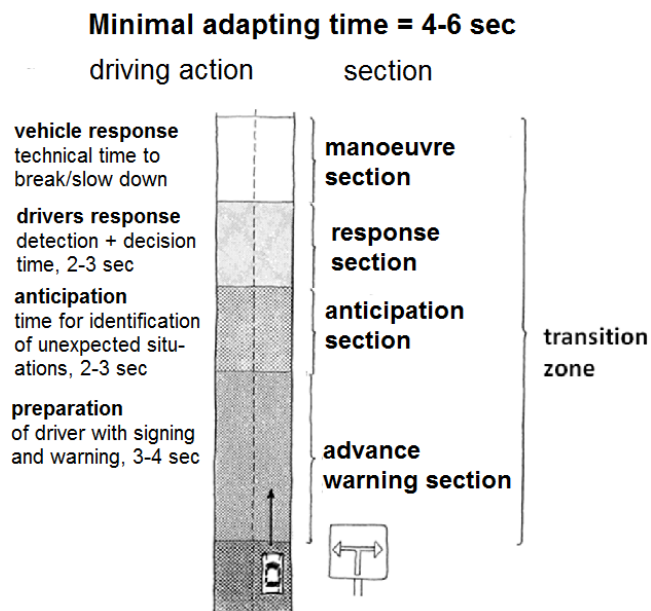 Minimal adapting time = 4-6 sec
driving action
section
vehicle response
technical time to
break/slow down
manoeuvre
section
drivers response
detection + decision
time, 2-3 sec
response
section
anticipation
time for identification
of unexpected situ-
ations, 2-3 sec
anticipation
section
transition
zone
preparation
of driver with signing
and warning, 3-4 sec
advance
warning section